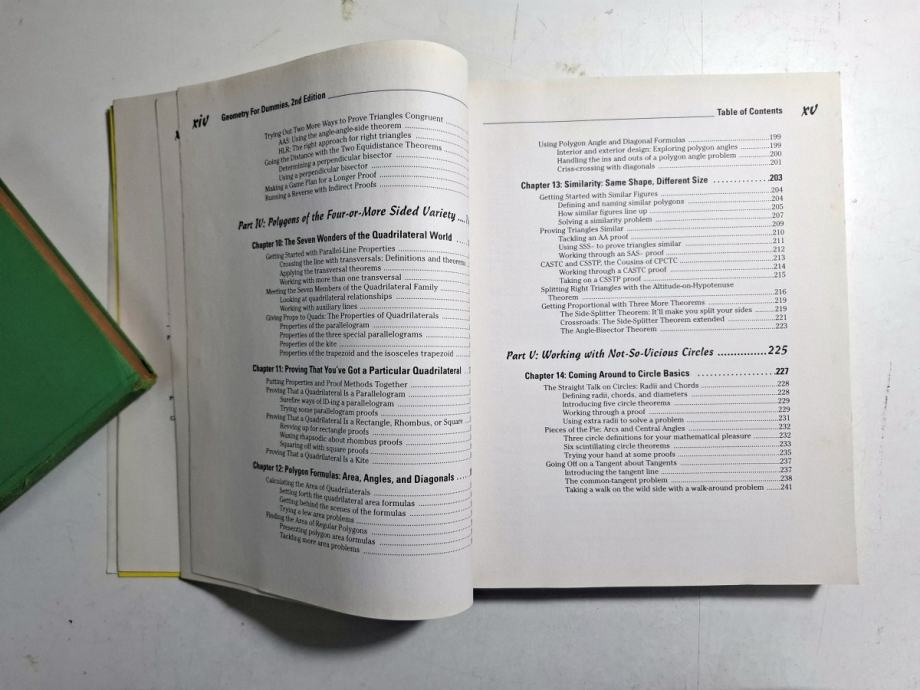 xiv Geometry For Dummies, 2nd Edition
Trying Out Two More Ways to Prove Triangles Congruent
AAS: Using the angle-angle-side theorem
HLR: The right approach for right triangles
Going the Distance with the Two Equidistance Theorems
Determining a perpendicular bisector
Using a perpendicular bisector
Making a Game Plan for a Longer Proof
Running a Reverse with Indirect Proofs
Part IV: Polygons of the Four-or-More Sided Variety
Chapter 10: The Seven Wonders of the Quadrilateral World
Getting Started with Parallel-Line Properties
Crossing the line with transversals: Definitions and theorems
Applying the transversal theorems
Working with more than one transversal
Meeting the Seven Members of the Quadrilateral Family
Looking at quadrilateral relationships
Working with auxiliary lines
Giving Props to Quads: The Properties of Quadrilaterals
Properties of the parallelogram
Properties of the three special parallelograms
Properties of the kite
Properties of the trapezoid and the isosceles trapezoid
Chapter 11: Proving That You've Got a Particular Quadrilateral
Putting Properties and Proof Methods Together
Proving That a Quadrilateral Is a Parallelogram
Surefire ways of ID-ing a parallelogram
Trying some parallelogram proofs
Proving That a Quadrilateral Is a Rectangle, Rhombus, or Square
Revving up for rectangle proofs
Waxing rhapsodic about rhombus proofs
Squaring off with square proofs
Proving That a Quadrilateral Is a Kite
Chapter 12: Polygon Formulas: Area, Angles, and Diagonals
Calculating the Area of Quadrilaterals
Setting forth the quadrilateral area formulas
Getting behind the scenes of the formulas
Trying a few area problems
Finding the Area of Regular Polygons
Presenting polygon area formulas
Tackling more area problems
Table of Contents xv
Using Polygon Angle and Diagonal Formulas 199
Interior and exterior design: Exploring polygon angles 199
Handling the ins and outs of a polygon angle problem 200
Criss-crossing with diagonals 201
Chapter 13: Similarity: Same Shape, Different Size 203
Getting Started with Similar Figures 204
Defining and naming similar polygons 204
How similar figures line up 205
Solving a similarity problem 207
Proving Triangles Similar 209
Tackling an AA proof 210
Using SSS~ to prove triangles similar 211
Working through an SAS~ proof 212
CASTC and CSSTP, the Cousins of CPCTC 213
Working through a CASTC proof 214
Taking on a CSSTP proof 215
Splitting Right Triangles with the Altitude-on-Hypotenuse
Theorem 216
Getting Proportional with Three More Theorems 219
The Side-Splitter Theorem: It'll make you split your sides 219
Crossroads: The Side-Splitter Theorem extended 221
The Angle-Bisector Theorem 223
Part V: Working with Not-So-Vicious Circles 225
Chapter 14: Coming Around to Circle Basics 227
The Straight Talk on Circles: Radii and Chords 228
Defining radii, chords, and diameters 228
Introducing five circle theorems 229
Working through a proof 229
Using extra radii to solve a problem 231
Pieces of the Pie: Arcs and Central Angles 232
Three circle definitions for your mathematical pleasure 232
Six scintillating circle theorems 233
Trying your hand at some proofs 235
Going Off on a Tangent about Tangents 237
Introducing the tangent line 237
The common-tangent problem 238
Taking a walk on the wild side with a walk-around problem 241